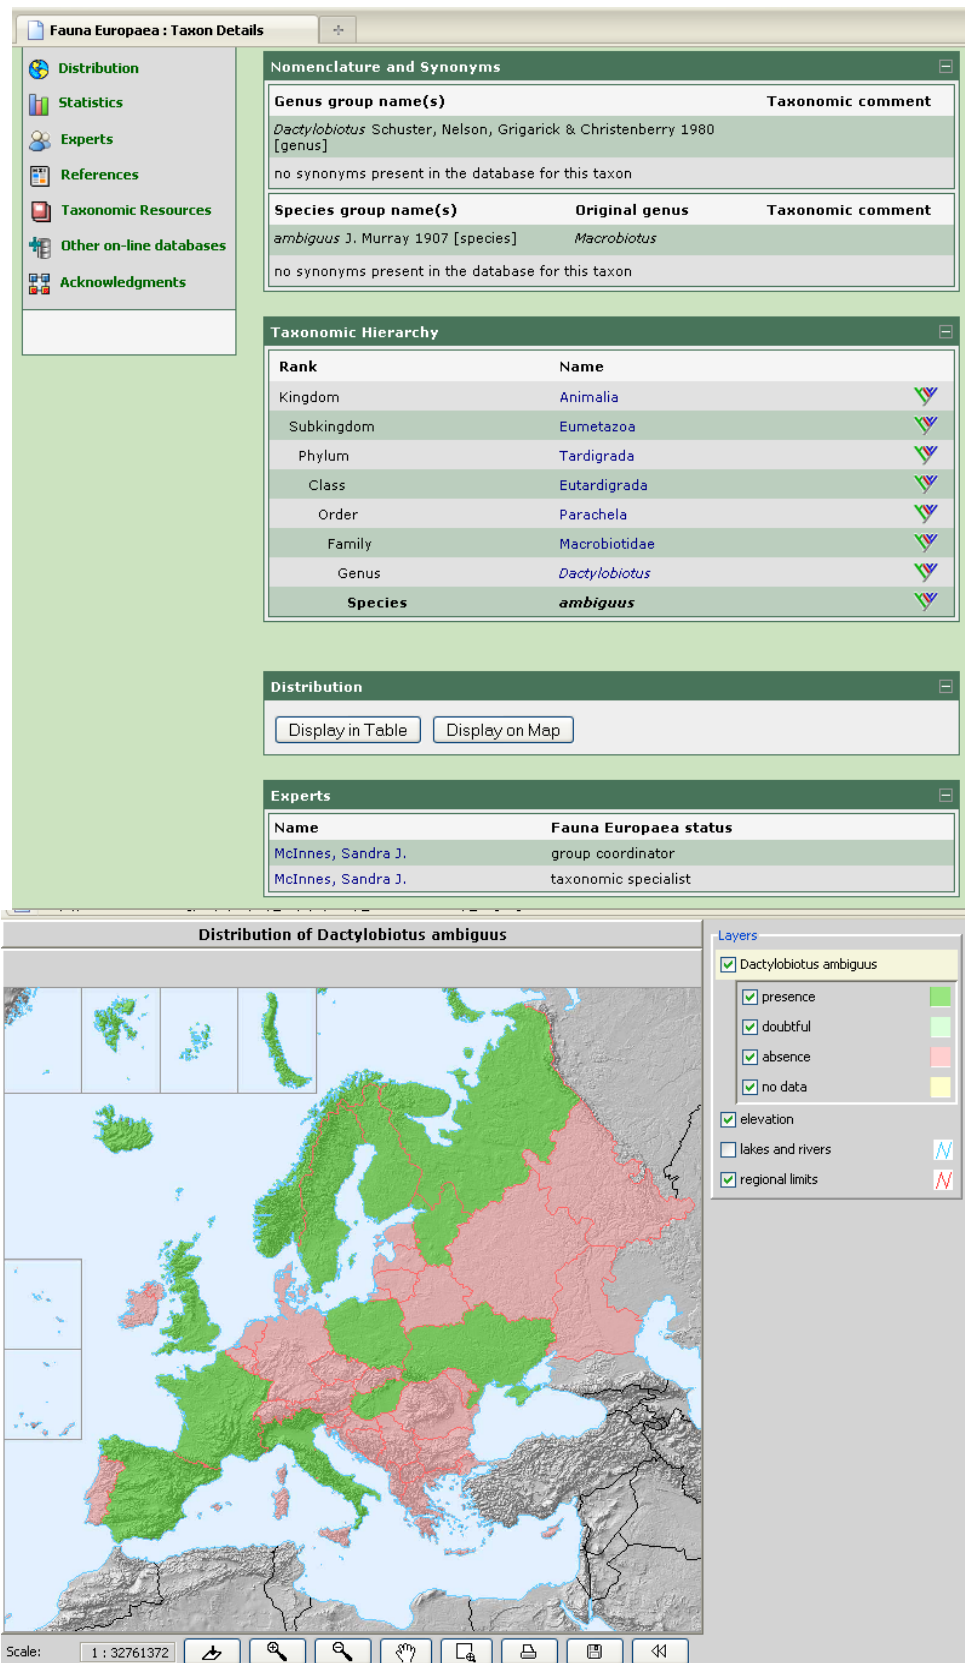 Fauna Europaea : Taxon Details
Distribution
Statistics
Experts
References
Taxonomic Resources
Other on-line databases
Acknowledgments
Nomenclature and Synonyms
Genus group name(s) Taxonomic comment
Dactylobiotus Schuster, Nelson, Grigarick & Christenberry 1980
[genus]
no synonyms present in the database for this taxon
Species group name(s) Original genus Taxonomic comment
ambiguus J. Murray 1907 [species] Macrobiotus
no synonyms present in the database for this taxon
Taxonomic Hierarchy
Rank Name
Kingdom Animalia
Subkingdom Eumetazoa
Phylum Tardigrada
Class Eutardigrada
Order Parachela
Family Macrobiotidae
Genus Dactylobiotus
Species ambiguus
Distribution
Display in Table Display on Map
Experts
Name Fauna Europaea status
McInnes, Sandra J. group coordinator
McInnes, Sandra J. taxonomic specialist
Distribution of Dactylobiotus ambiguus
Layers
Dactylobiotus ambiguus
presence
doubtful
absence
no data
elevation
lakes and rivers
regional limits
Scale: 1 : 32761372